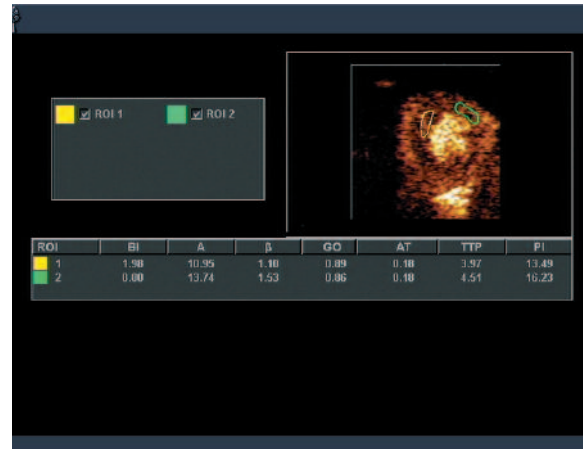 ROI 1 ROI 2
ROI BI A β GO AT TTP PI
1 1.98 10.95 1.10 0.89 0.18 3.97 13.49
2 0.00 13.74 1.53 0.86 0.18 4.51 16.23